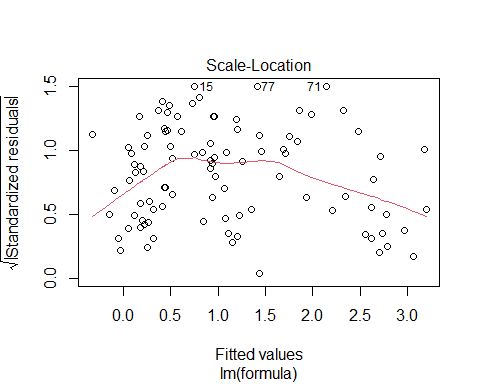 Scale-Location
√|Standardized residuals|
1.5
1.0
0.5
0.0
15
77
71
0.0 0.5 1.0 1.5 2.0 2.5 3.0
Fitted values
lm(formula)